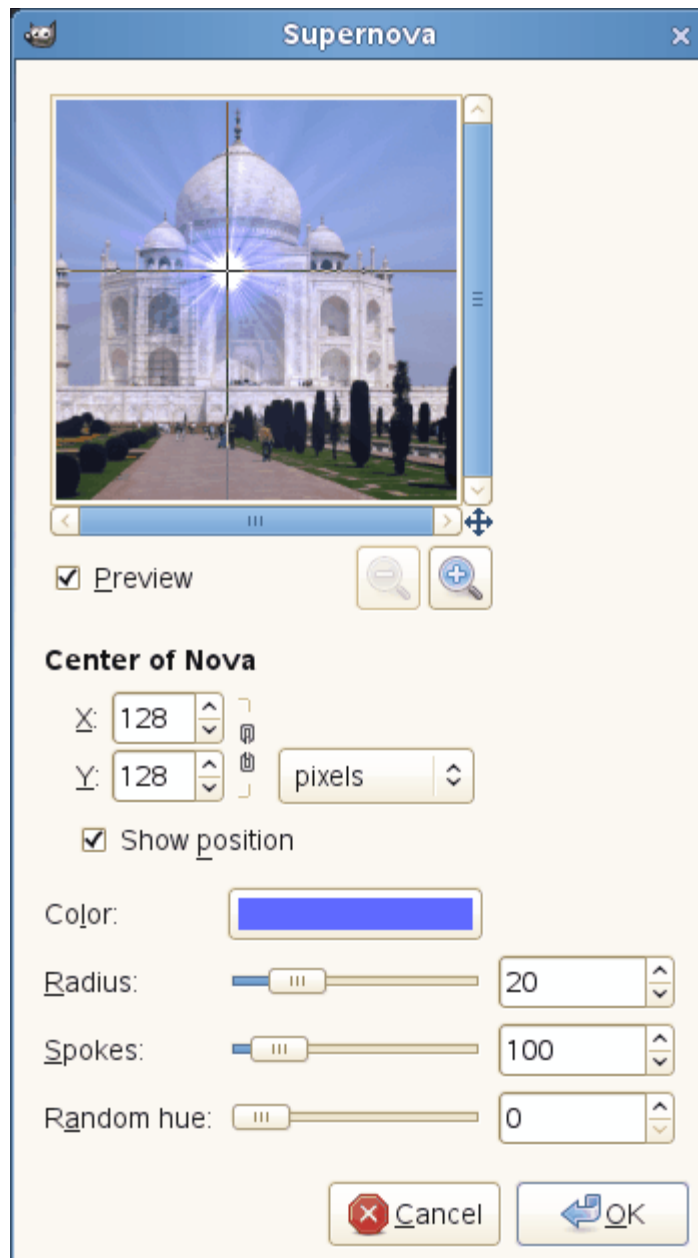 Supernova
Preview
Center of Nova
X: 128
Y: 128 pixels
Show position
Color:
Radius: 20
Spokes: 100
Random hue: 0
Cancel OK